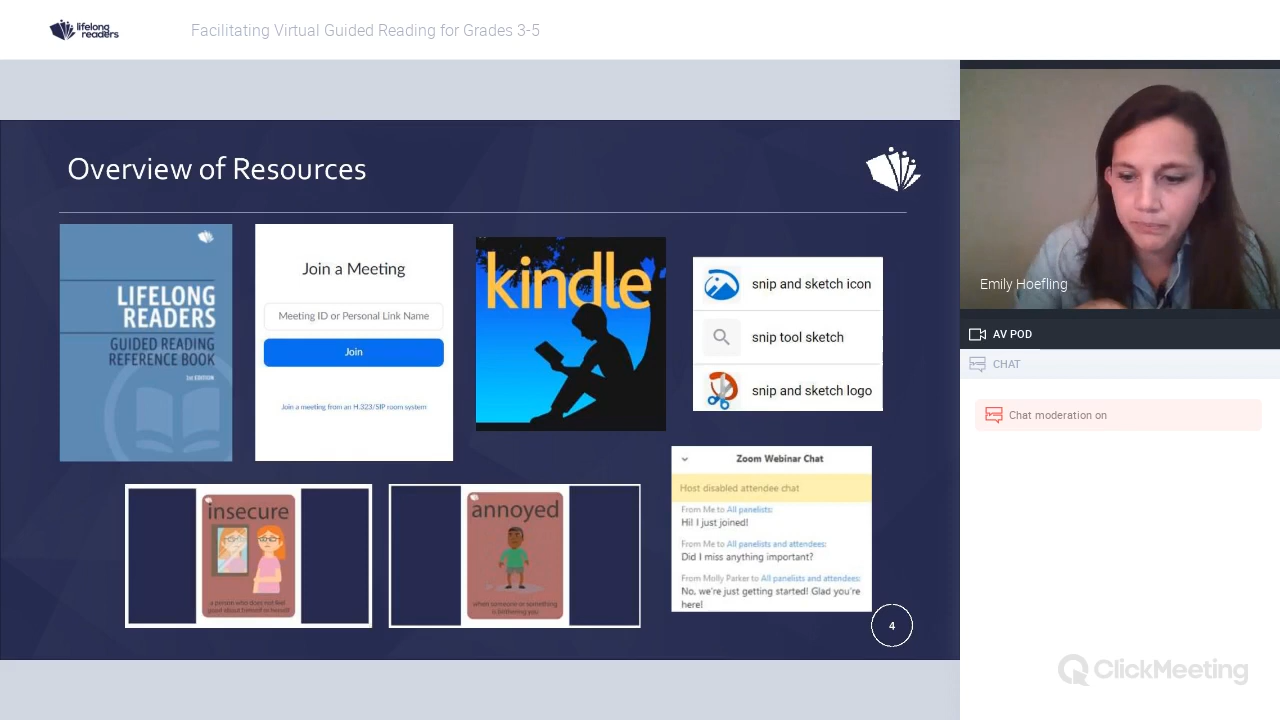 lifelong
readers
Facilitating Virtual Guided Reading for Grades 3-5
Overview of Resources
LIFELONG
READERS
GUIDED READING
REFERENCE BOOK
1st EDITION
Join a Meeting
Meeting ID or Personal Link Name
Join
Join a meeting from an H.323/SIP room system
kindle
snip and sketch icon
snip tool sketch
snip and sketch logo
insecure
a person who does not feel
good about himself or herself
annoyed
when someone or something
is bothering you
Zoom Webinar Chat
Host disabled attendee chat
From Me to All panelists:
Hi! I just joined!
From Me to All panelists and attendees:
Did I miss anything important?
From Molly Parker to All panelists and attendees:
No, we're just getting started! Glad you're
here!
4
Emily Hoefling
AV POD
CHAT
Chat moderation on
ClickMeeting